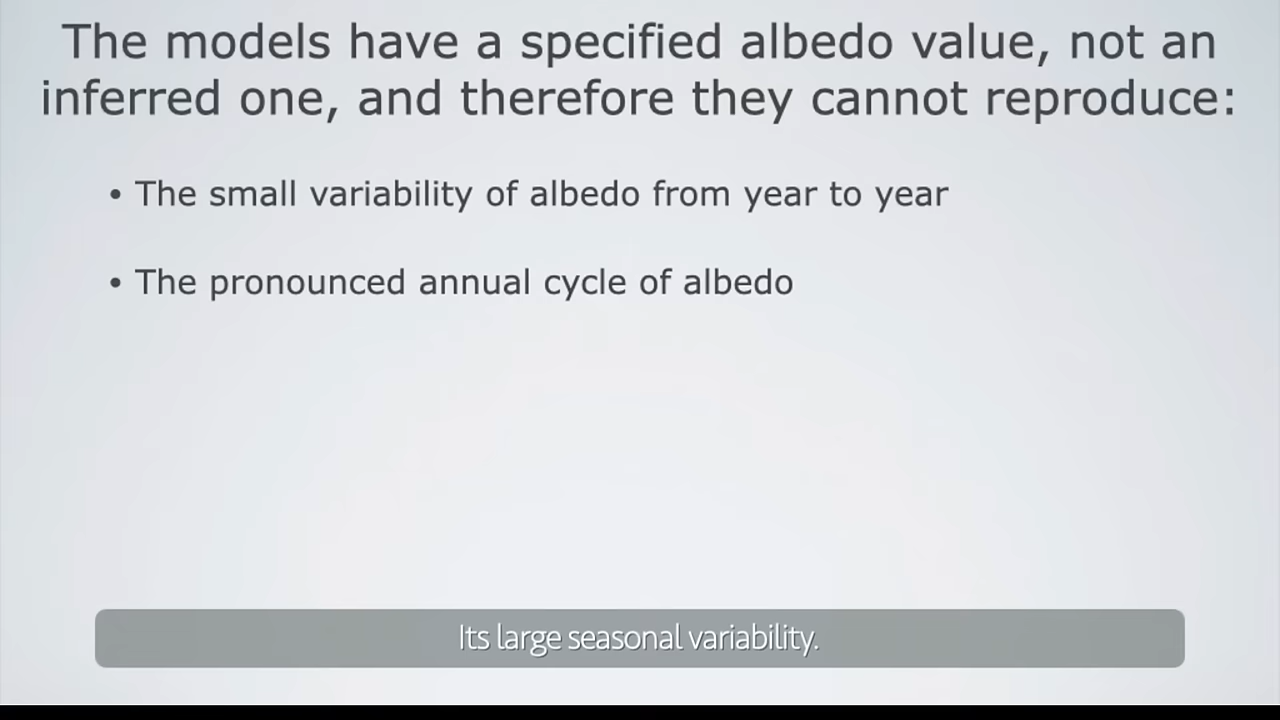 The models have a specified albedo value, not an
inferred one, and therefore they cannot reproduce:
• The small variability of albedo from year to year
• The pronounced annual cycle of albedo
Its large seasonal variability.